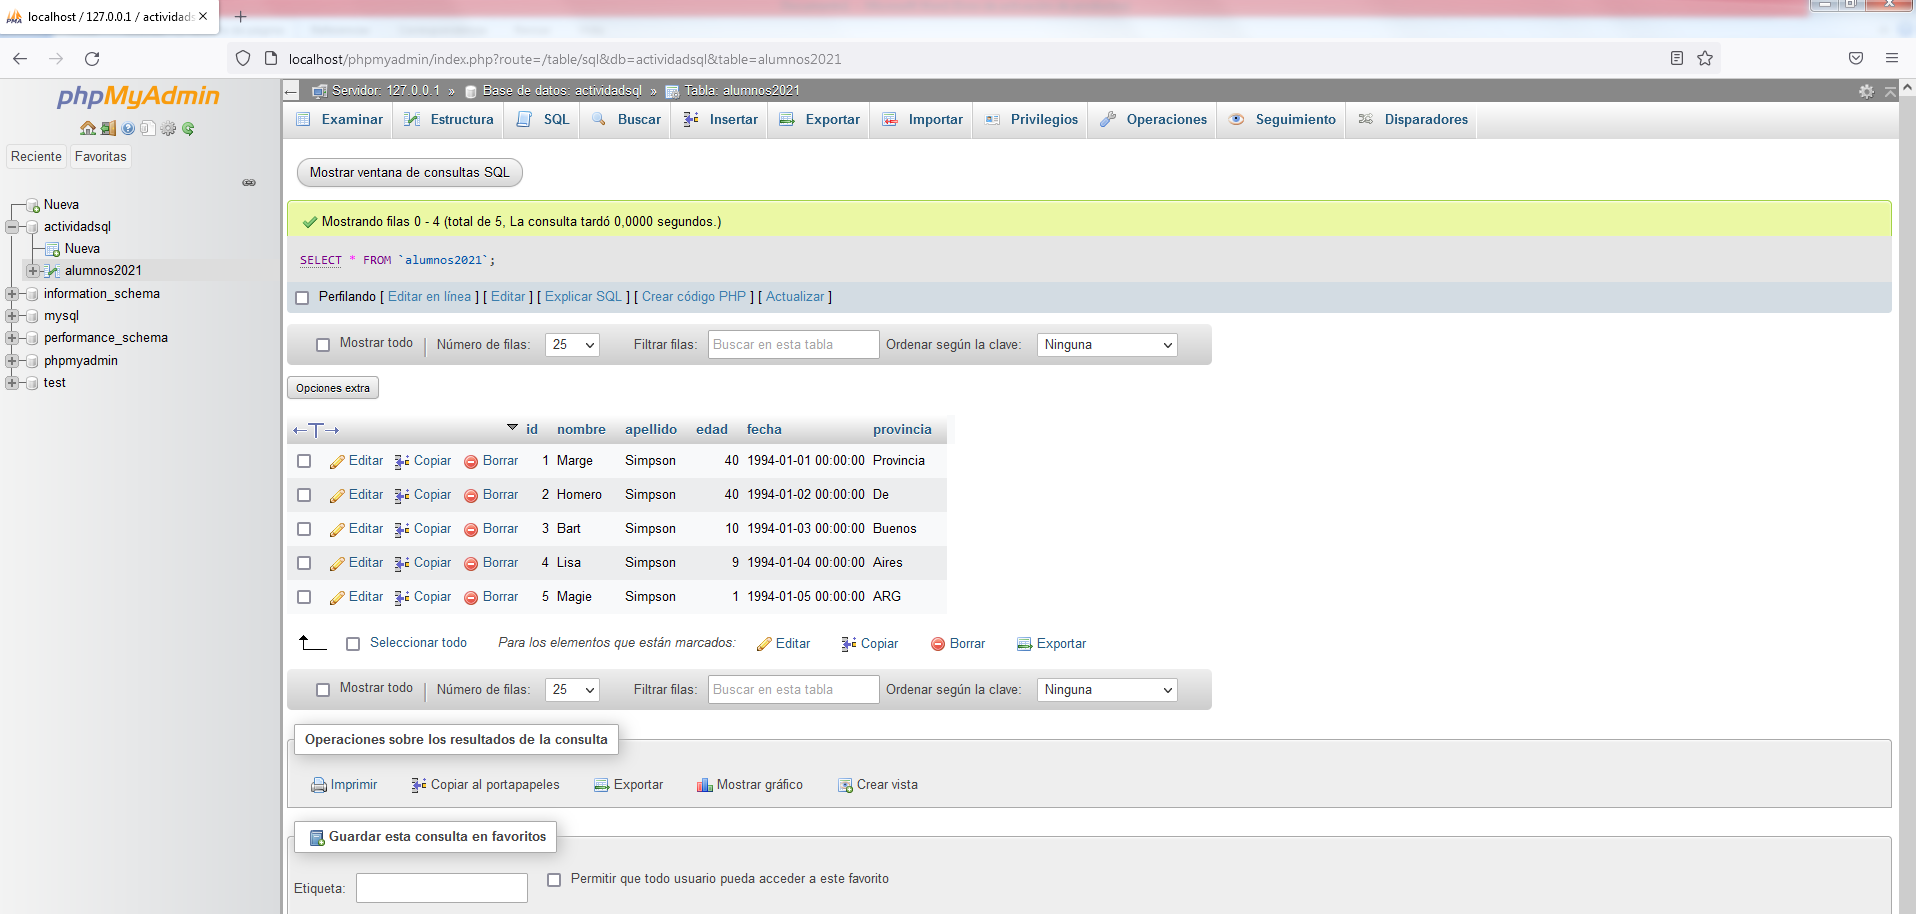 localhost / 127.0.0.1 / actividads
localhost/phpmyadmin/index.php?route=/table/sql&db=actividadsql&table=alumnos2021
phpMyAdmin
Reciente Favoritas
Nueva
actividadsql
Nueva
alumnos2021
information_schema
mysql
performance_schema
phpmyadmin
test
Servidor: 127.0.0.1 » Base de datos: actividadsql » Tabla: alumnos2021
Examinar Estructura SQL Buscar Insertar Exportar Importar Privilegios Operaciones Seguimiento Disparadores
Mostrar ventana de consultas SQL
Mostrando filas 0 - 4 (total de 5, La consulta tardó 0,0000 segundos.)
SELECT * FROM `alumnos2021`;
Perfilando [ Editar en línea ] [ Editar ] [ Explicar SQL ] [ Crear código PHP ] [ Actualizar ]
Mostrar todo Número de filas: 25 Filtrar filas: Buscar en esta tabla Ordenar según la clave: Ninguna
Opciones extra
id nombre apellido edad fecha provincia
Editar Copiar Borrar 1 Marge Simpson 40 1994-01-01 00:00:00 Provincia
Editar Copiar Borrar 2 Homero Simpson 40 1994-01-02 00:00:00 De
Editar Copiar Borrar 3 Bart Simpson 10 1994-01-03 00:00:00 Buenos
Editar Copiar Borrar 4 Lisa Simpson 9 1994-01-04 00:00:00 Aires
Editar Copiar Borrar 5 Magie Simpson 1 1994-01-05 00:00:00 ARG
Seleccionar todo Para los elementos que están marcados: Editar Copiar Borrar Exportar
Mostrar todo Número de filas: 25 Filtrar filas: Buscar en esta tabla Ordenar según la clave: Ninguna
Operaciones sobre los resultados de la consulta
Imprimir Copiar al portapapeles Exportar Mostrar gráfico Crear vista
Guardar esta consulta en favoritos
Etiqueta: Permitir que todo usuario pueda acceder a este favorito